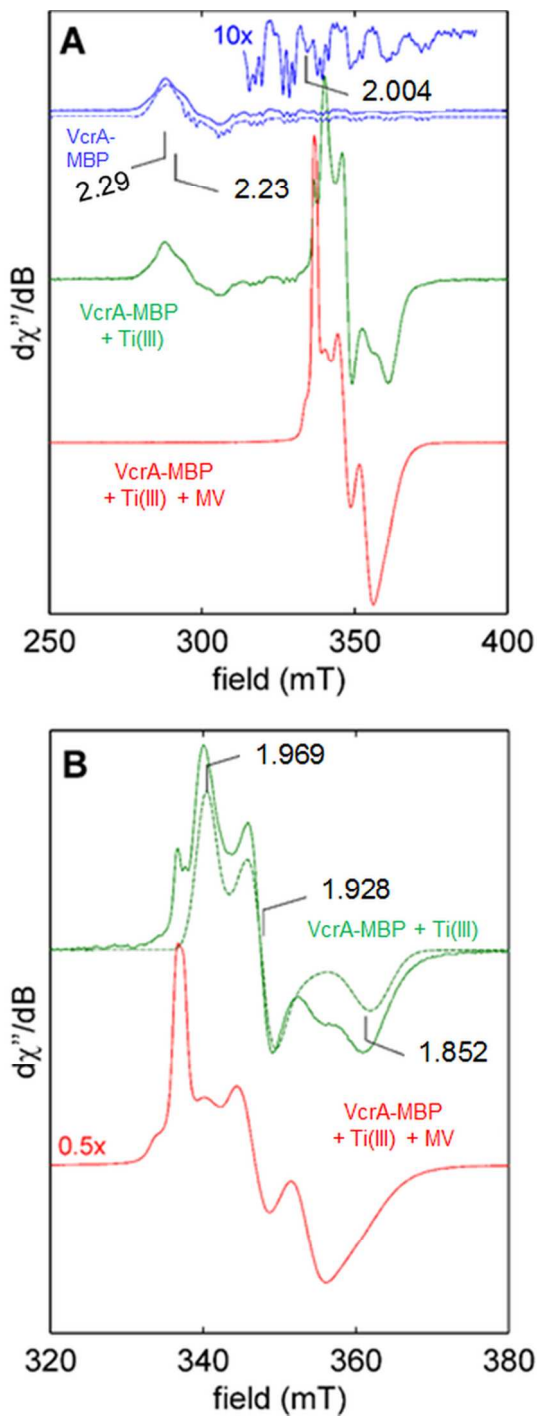 A
10x
2.004
VcrA-
MBP
2.29
2.23
VcrA-MBP
+ Ti(III)
VcrA-MBP
+ Ti(III) + MV
dχ’’/dB
250 300 350 400
field (mT)
B
1.969
1.928
VcrA-MBP + Ti(III)
1.852
VcrA-MBP
+ Ti(III) + MV
0.5x
dχ’’/dB
320 340 360 380
field (mT)